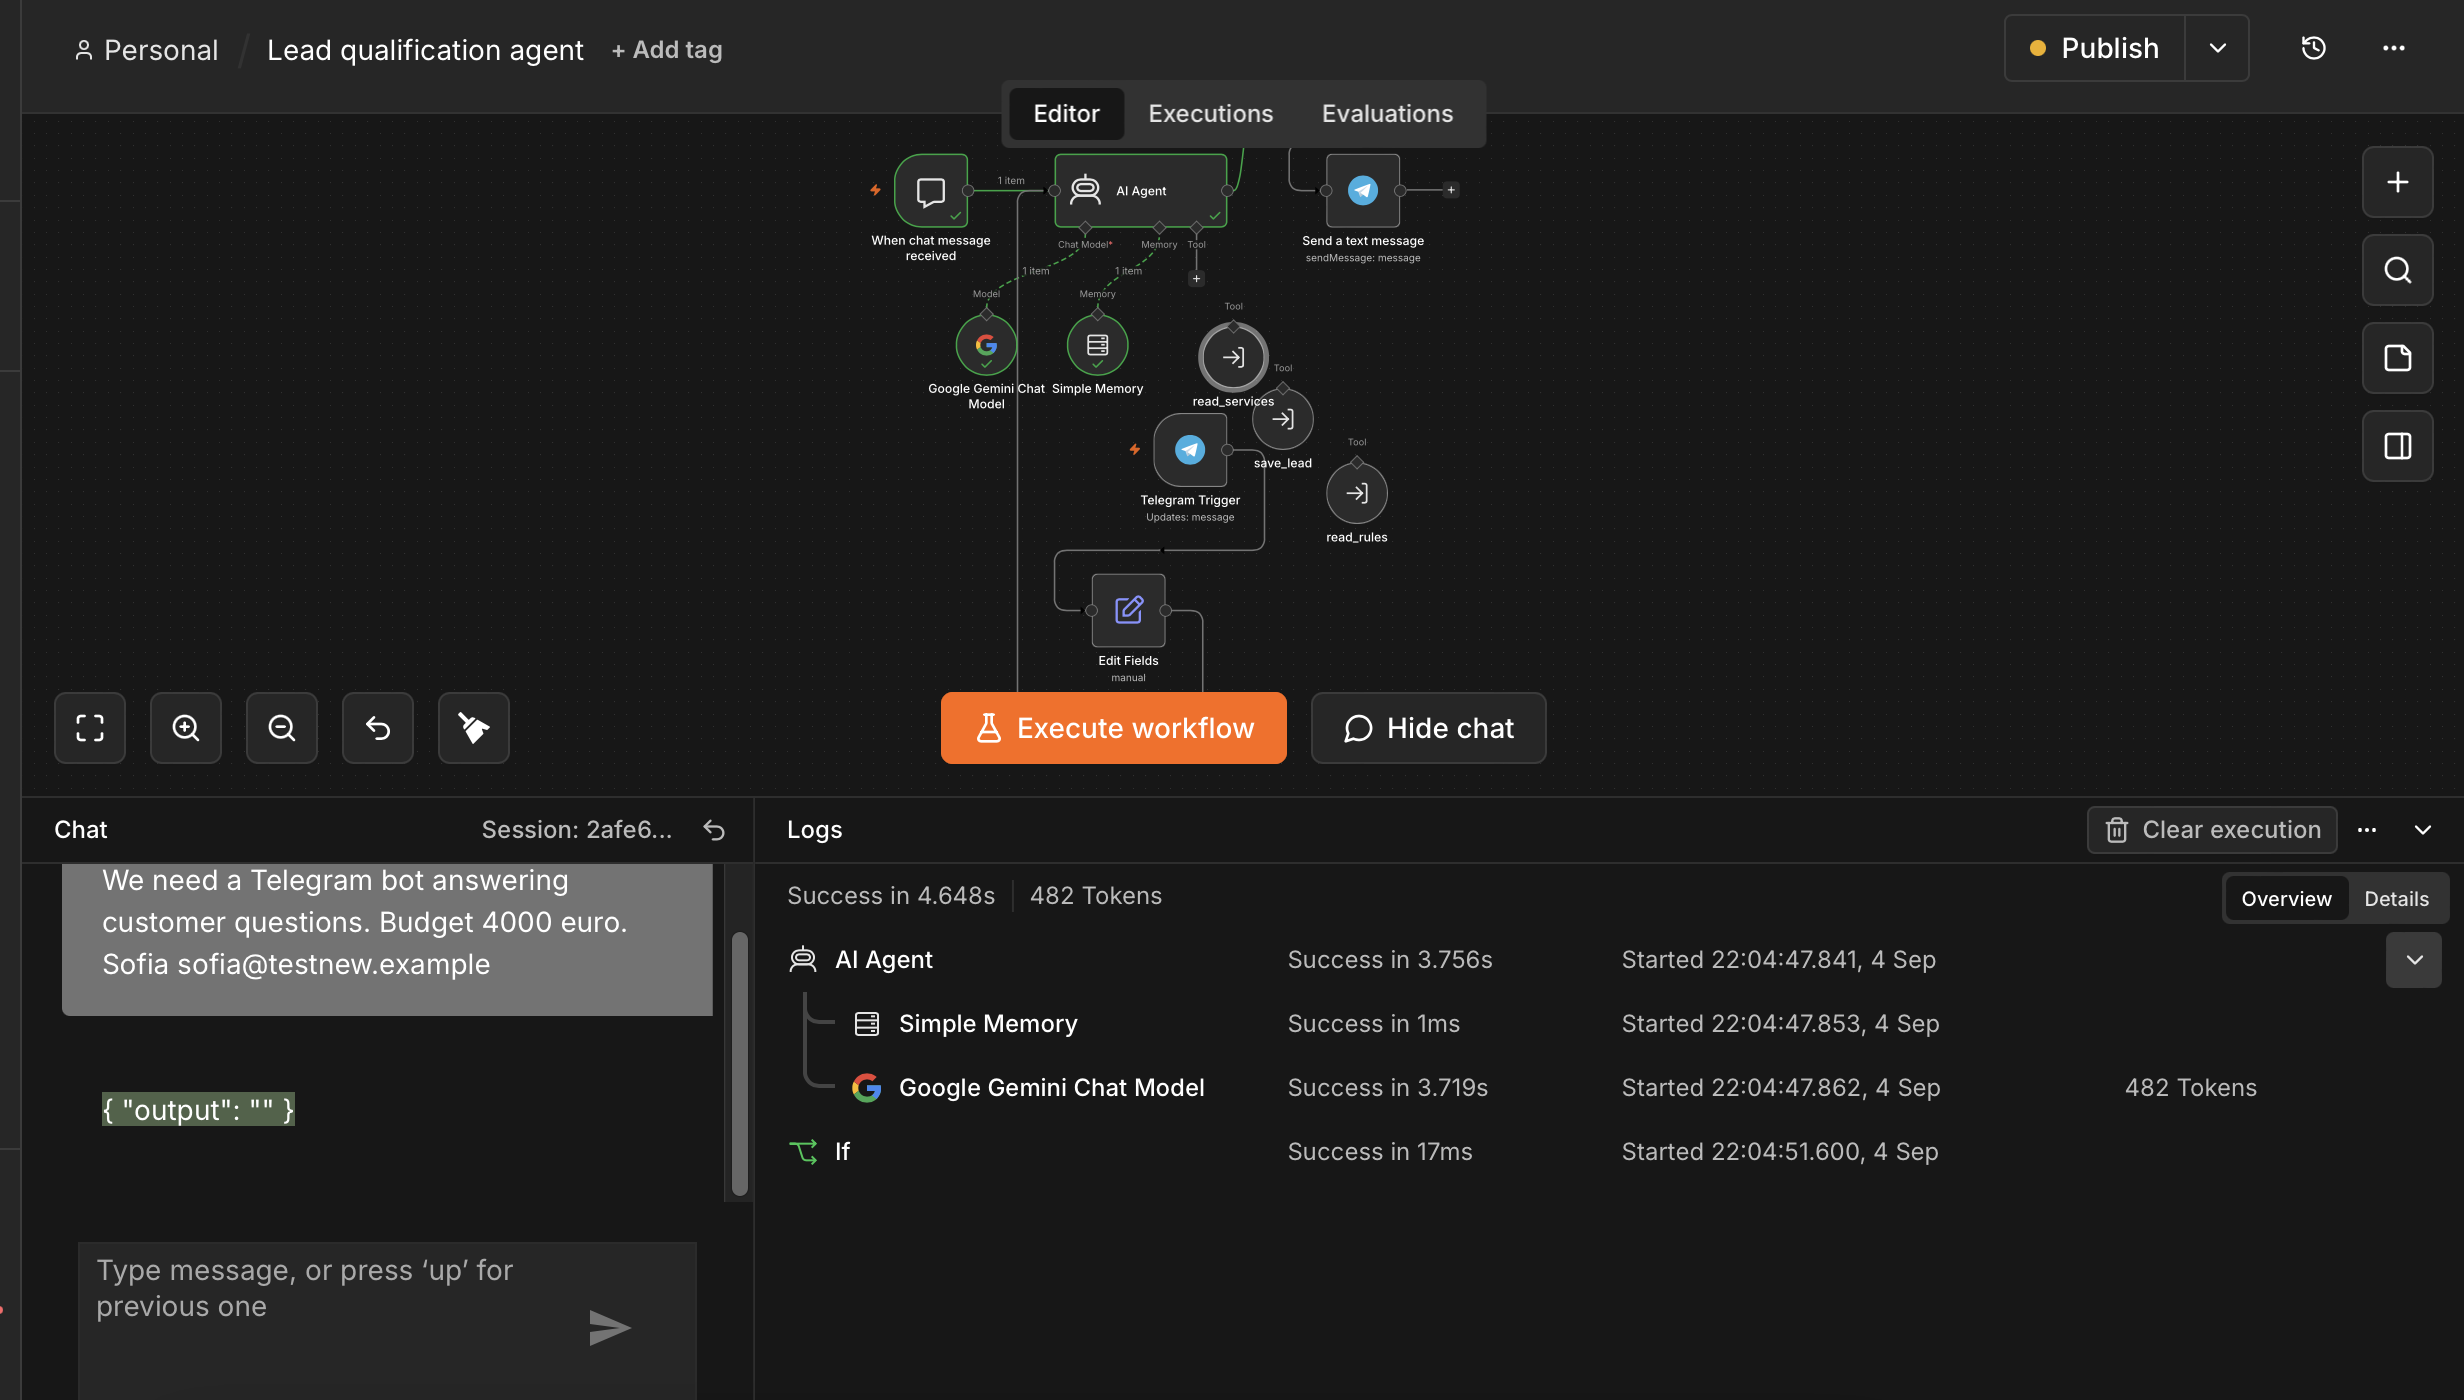 Personal / Lead qualification agent + Add tag
Publish
Editor Executions Evaluations
1 item
AI Agent
When chat message
received
Chat Model*
Memory
Tool
Send a text message
sendMessage: message
1 item
1 item
Model
Memory
Tool
Google Gemini Chat
Model
Simple Memory
read_services
Tool
save_lead
Telegram Trigger
Updates: message
Tool
read_rules
Edit Fields
manual
Execute workflow
Hide chat
Chat
Session: 2afe6...
We need a Telegram bot answering
customer questions. Budget 4000 euro.
Sofia sofia@testnew.example
{ "output": "" }
Type message, or press ‘up’ for
previous one
Logs
Clear execution
Success in 4.648s 482 Tokens
Overview Details
AI Agent Success in 3.756s Started 22:04:47.841, 4 Sep
Simple Memory Success in 1ms Started 22:04:47.853, 4 Sep
Google Gemini Chat Model Success in 3.719s Started 22:04:47.862, 4 Sep 482 Tokens
If Success in 17ms Started 22:04:51.600, 4 Sep